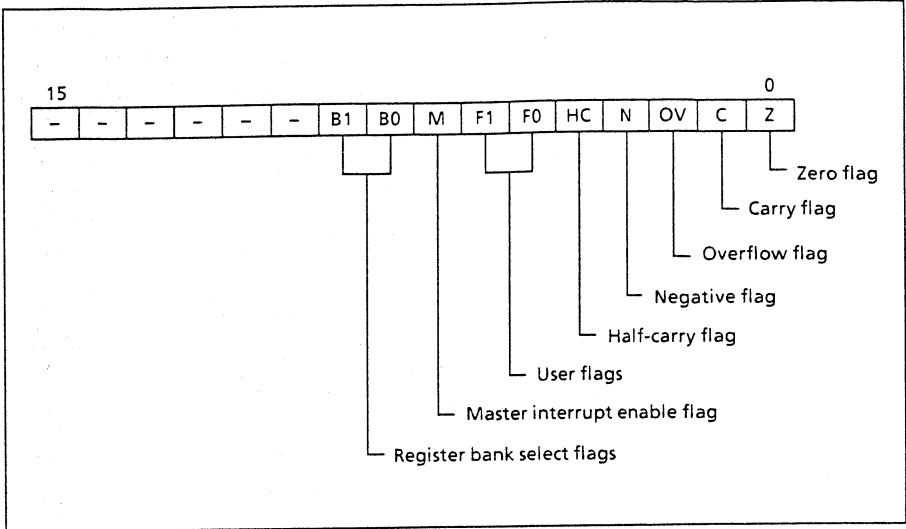 15 0
– – – – – – B1 B0 M F1 F0 HC N OV C Z
Zero flag
Carry flag
Overflow flag
Negative flag
Half-carry flag
User flags
Master interrupt enable flag
Register bank select flags